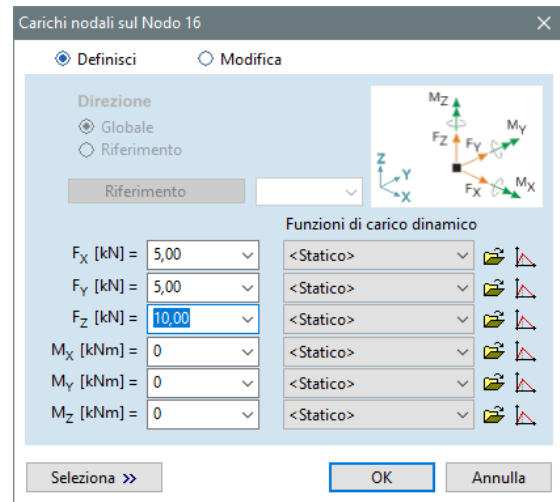 Carichi nodali sul Nodo 16
Definisci Modifica
Direzione
Globale
Riferimento
Riferimento
MZ
FZ FY MY
FX MX
Z Y X
Funzioni di carico dinamico
FX [kN] = 5,00 <Statico>
FY [kN] = 5,00 <Statico>
FZ [kN] = 10,00 <Statico>
MX [kNm] = 0 <Statico>
MY [kNm] = 0 <Statico>
MZ [kNm] = 0 <Statico>
Seleziona >> OK Annulla